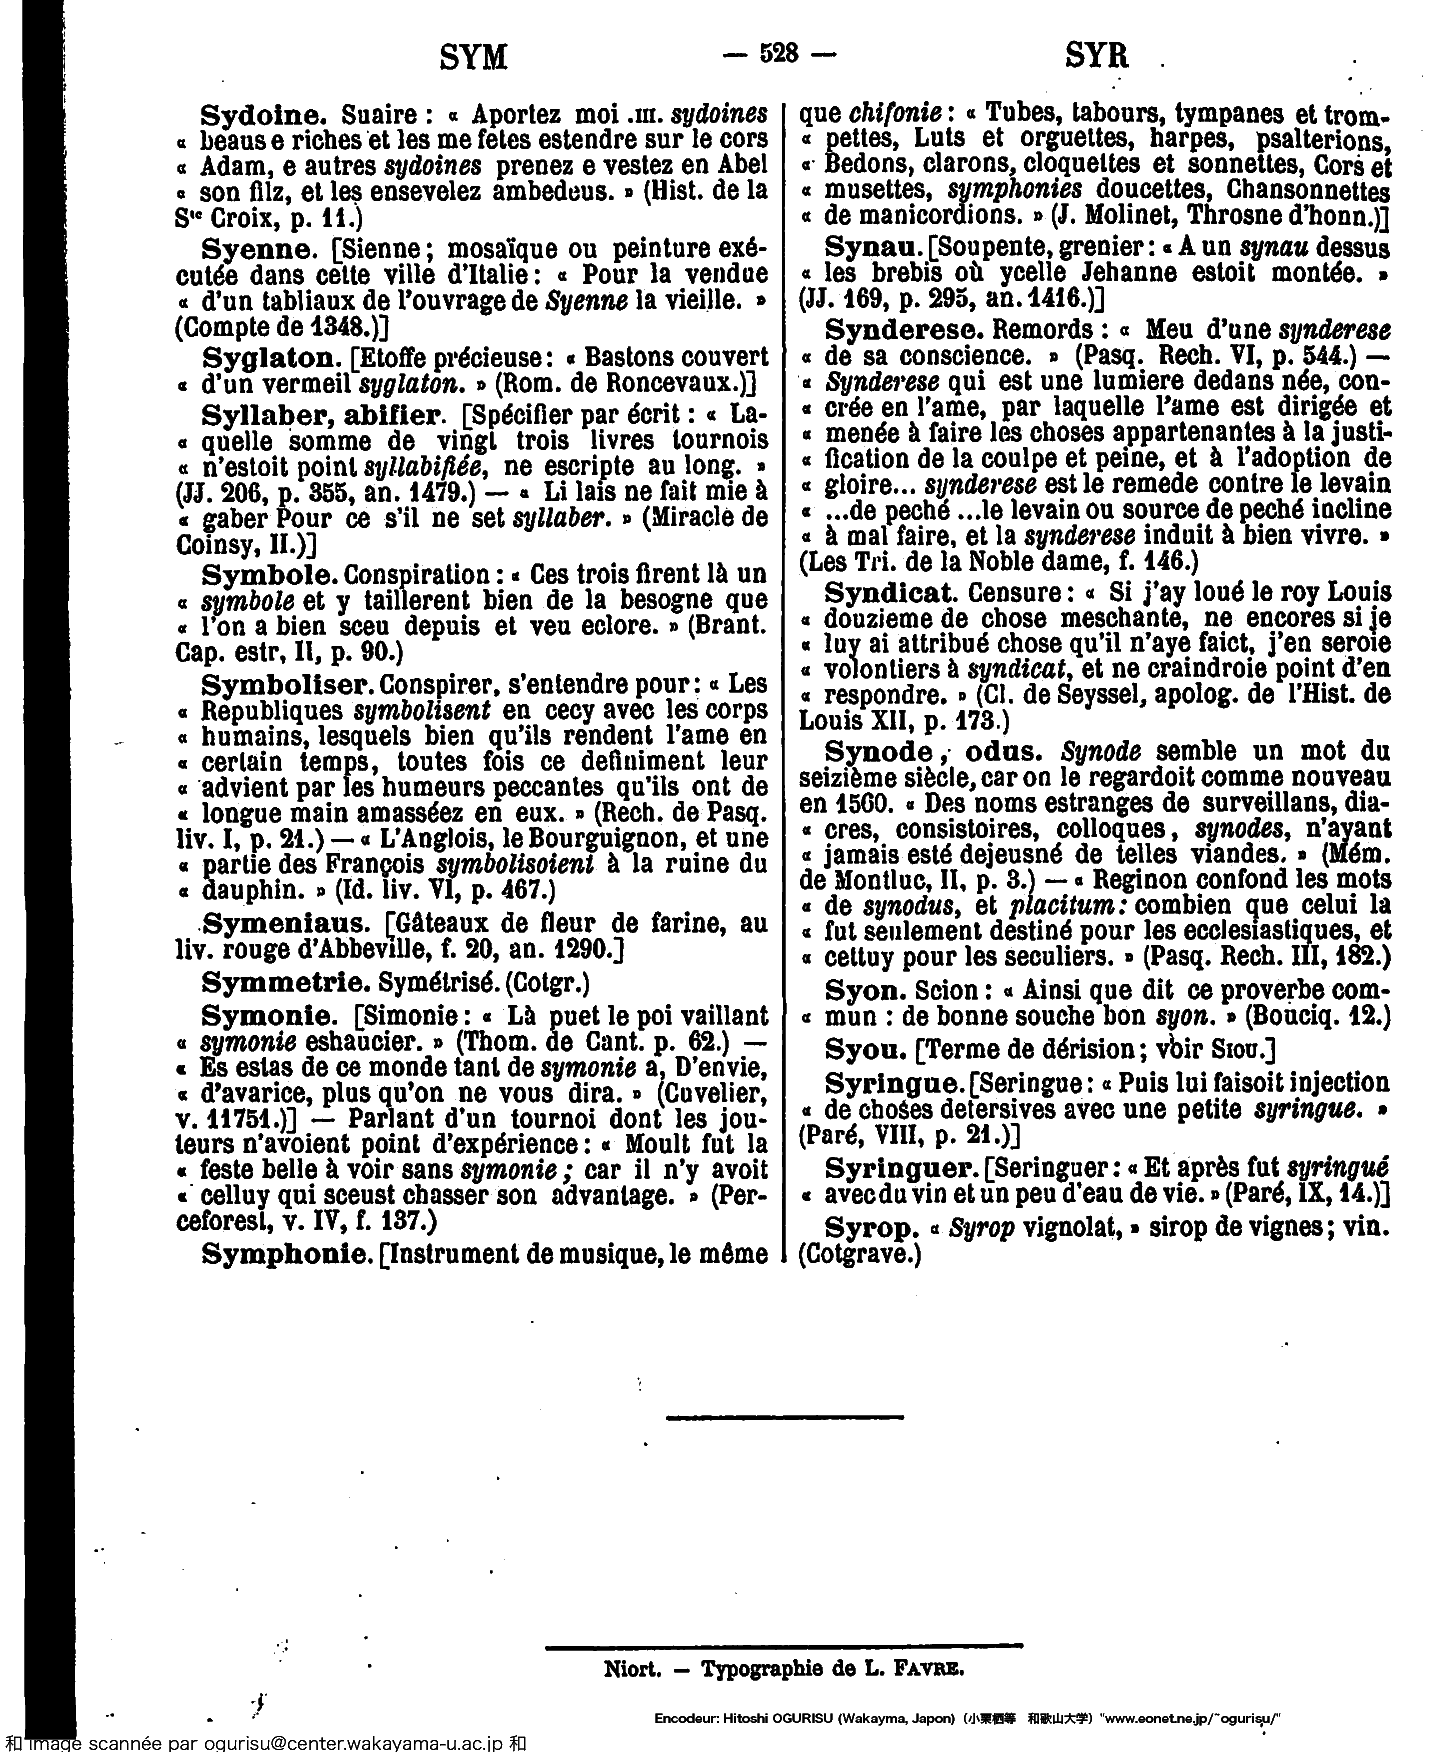 SYM — 528 — SYR
Sydoine. Suaire : « Aportez moi .III. sydoines
« beaus e riches et les me fetes estendre sur le cors
« Adam, e autres sydoines prenez e vestez en Abel
« son filz, et les ensevelez ambedeus. » (Hist. de la
Ste Croix, p. 11.)
Syenne. [Sienne ; mosaïque ou peinture exé-
cutée dans cette ville d'Italie : « Pour la vendue
« d'un tabliaux de l'ouvrage de Syenne la vieille. »
(Compte de 1348.)]
Syglaton. [Etoffe précieuse : « Bastons couvert
« d'un vermeil syglaton. » (Rom. de Roncevaux.)]
Syllaber, abifier. [Spécifier par écrit : « La-
« quelle somme de vingt trois livres tournois
« n'estoit point syllabifiée, ne escripte au long. »
(JJ. 206, p. 355, an. 1479.) — « Li lais ne fait mie à
« gaber Pour ce s'il ne set syllaber. » (Miracle de
Coinsy, II.)]
Symbole. Conspiration : « Ces trois firent là un
« symbole et y taillerent bien de la besogne que
« l'on a bien sceu depuis et veu eclore. » (Brant.
Cap. estr, II, p. 90.)
Symboliser. Conspirer, s'entendre pour : « Les
« Republiques symbolisent en cecy avec les corps
« humains, lesquels bien qu'ils rendent l'ame en
« certain temps, toutes fois ce definiment leur
« advient par les humeurs peccantes qu'ils ont de
« longue main amasséez en eux. » (Rech. de Pasq.
liv. I, p. 21.) — « L'Anglois, le Bourguignon, et une
« partie des François symbolisoient à la ruine du
« dauphin. » (Id. liv. VI, p. 467.)
Symeniaus. [Gâteaux de fleur de farine, au
liv. rouge d'Abbeville, f. 20, an. 1290.]
Symmetrie. Symétrisé. (Cotgr.)
Symonie. [Simonie : « Là puet le poi vaillant
« symonie eshaucier. » (Thom. de Cant. p. 62.) —
« Es estas de ce monde tant de symonie a, D'envie,
« d'avarice, plus qu'on ne vous dira. » (Cuvelier,
v. 11751.)] — Parlant d'un tournoi dont les jou-
teurs n'avoient point d'expérience : « Moult fut la
« feste belle à voir sans symonie ; car il n'y avoit
« celluy qui sceust chasser son advantage. » (Per-
ceforest, v. IV, f. 137.)
Symphonie. [Instrument de musique, le même
que chifonie : « Tubes, tabours, tympanes et trom-
« pettes, Luts et orguettes, harpes, psalterions,
« Bedons, clarons, cloquettes et sonnettes, Cors et
« musettes, symphonies doucettes, Chansonnettes
« de manicordions. » (J. Molinet, Throsne d'honn.)]
Synau. [Soupente, grenier : « A un synau dessus
« les brebis où ycelle Jehanne estoit montée. »
(JJ. 169, p. 295, an. 1416.)]
Synderese. Remords : « Meu d'une synderese
« de sa conscience. » (Pasq. Rech. VI, p. 544.) —
« Synderese qui est une lumiere dedans née, con-
« crée en l'ame, par laquelle l'ame est dirigée et
« menée à faire les choses appartenantes à la justi-
« fication de la coulpe et peine, et à l'adoption de
« gloire... synderese est le remede contre le levain
« ...de peché ...le levain ou source de peché incline
« à mal faire, et la synderese induit à bien vivre. »
(Les Tri. de la Noble dame, f. 146.)
Syndicat. Censure : « Si j'ay loué le roy Louis
« douzieme de chose meschante, ne encores si je
« luy ai attribué chose qu'il n'aye faict, j'en seroie
« volontiers à syndicat, et ne craindroie point d'en
« respondre. » (Cl. de Seyssel, apolog. de l'Hist. de
Louis XII, p. 173.)
Synode, odus. Synode semble un mot du
seizième siècle, car on le regardoit comme nouveau
en 1560. « Des noms estranges de surveillans, dia-
« cres, consistoires, colloques, synodes, n'ayant
« jamais esté dejeusné de telles viandes. » (Mém.
de Montluc, II, p. 3.) — « Reginon confond les mots
« de synodus, et placitum : combien que celui la
« fut seulement destiné pour les ecclesiastiques, et
« cettuy pour les seculiers. » (Pasq. Rech. III, 182.)
Syon. Scion : « Ainsi que dit ce proverbe com-
« mun : de bonne souche bon syon. » (Bouciq. 12.)
Syou. [Terme de dérision ; voir SIOU.]
Syringue. [Seringue : « Puis lui faisoit injection
« de choses detersives avec une petite syringue. »
(Paré, VIII, p. 21.)]
Syringuer. [Seringuer : « Et après fut syringué
« avec du vin et un peu d'eau de vie. » (Paré, IX, 14.)]
Syrop. « Syrop vignolat, » sirop de vignes ; vin.
(Cotgrave.)
Niort. — Typographie de L. FAVRE.
Encodeur: Hitoshi OGURISU (Wakayma, Japon) (小栗栖等 和歌山大学) "www.eonet.ne.jp/~ogurisu/"
和 image scannée par ogurisu@center.wakayama-u.ac.jp 和